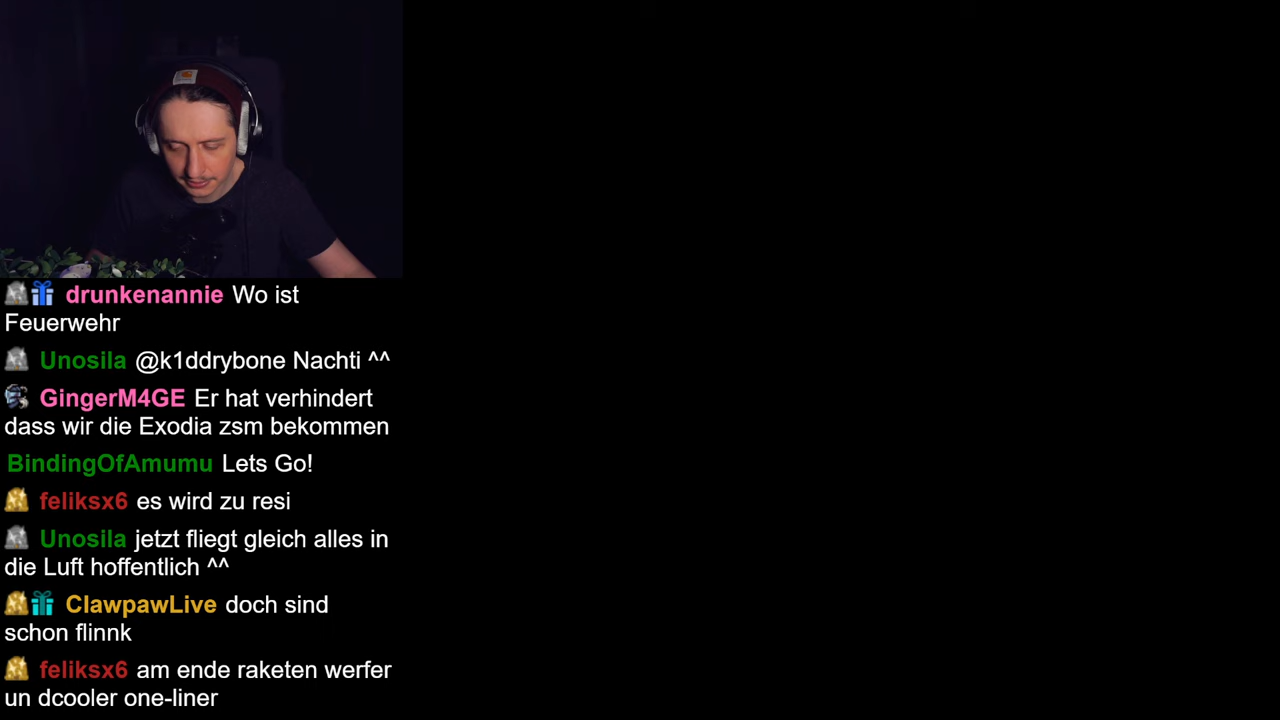 drunkenannie Wo ist
Feuerwehr
Unosila @k1ddrybone Nachti ^^
GingerM4GE Er hat verhindert
dass wir die Exodia zsm bekommen
BindingOfAmumu Lets Go!
feliksx6 es wird zu resi
Unosila jetzt fliegt gleich alles in
die Luft hoffentlich ^^
ClawpawLive doch sind
schon flinnk
feliksx6 am ende raketen werfer
un dcooler one-liner